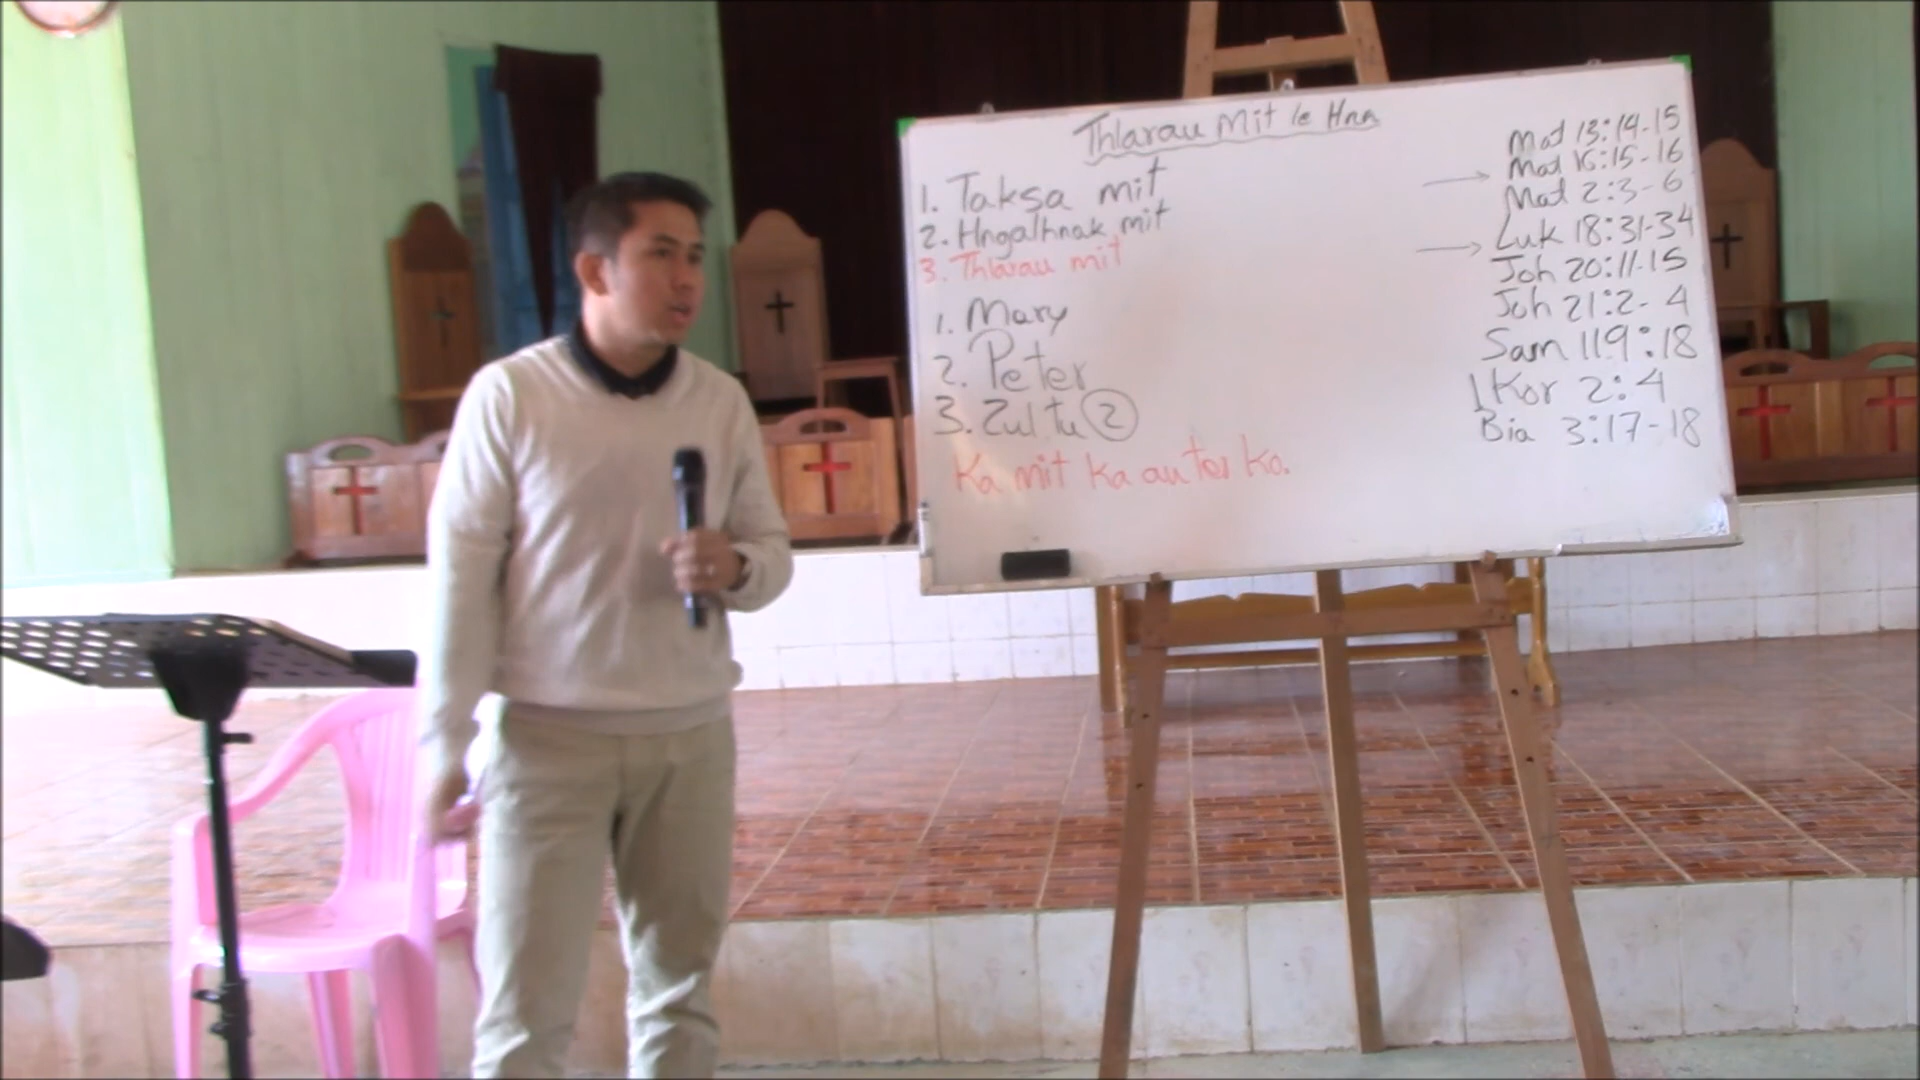 Thlarau Mit le Hna
1. Taksa mit
2. Hngalhnak mit
3. Thlarau mit
1. Mary
2. Peter
3. Zultu 2
Ka mit ka au ter ko.
Mat 13:14-15
Mat 16:15-16
Mat 2:3-6
Luk 18:31-34
Joh 20:11-15
Joh 21:2-4
Sam 119:18
1 Kor 2:4
Bia 3:17-18